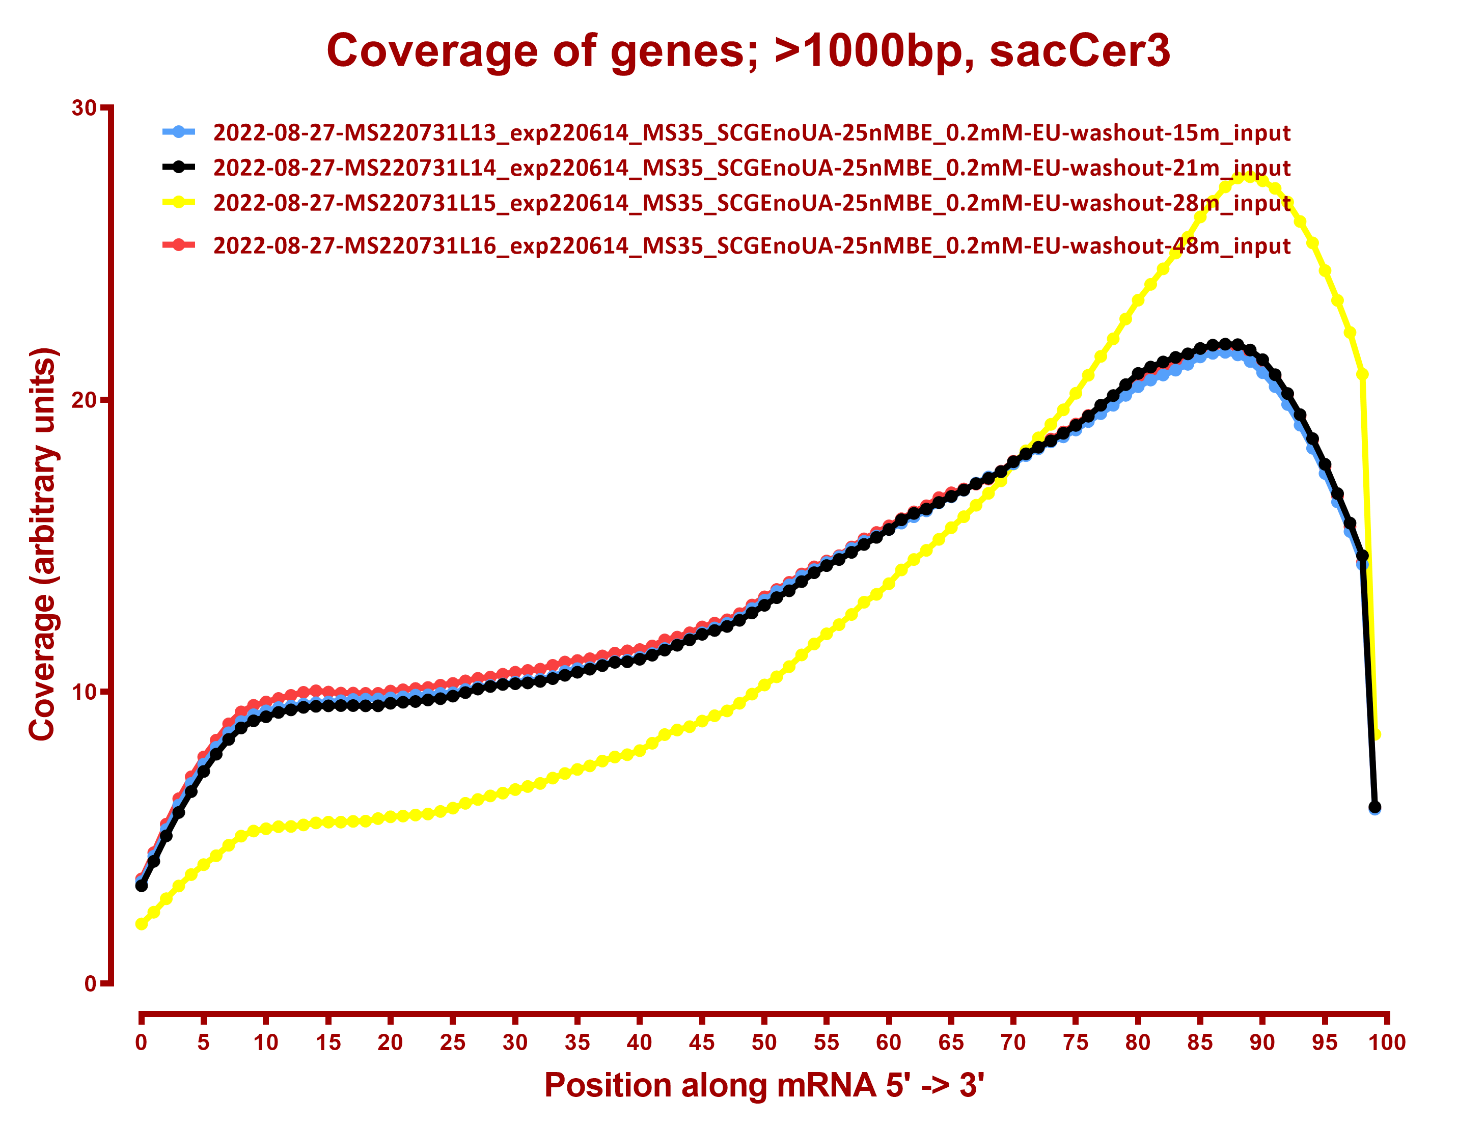 Coverage of genes; >1000bp, sacCer3
30
2022-08-27-MS220731L13_exp220614_MS35_SCGEnoUA-25nMBE_0.2mM-EU-washout-15m_input
2022-08-27-MS220731L14_exp220614_MS35_SCGEnoUA-25nMBE_0.2mM-EU-washout-21m_input
2022-08-27-MS220731L15_exp220614_MS35_SCGEnoUA-25nMBE_0.2mM-EU-washout-28m_input
2022-08-27-MS220731L16_exp220614_MS35_SCGEnoUA-25nMBE_0.2mM-EU-washout-48m_input
20
10
0
Coverage (arbitrary units)
0 5 10 15 20 25 30 35 40 45 50 55 60 65 70 75 80 85 90 95 100
Position along mRNA 5' -> 3'